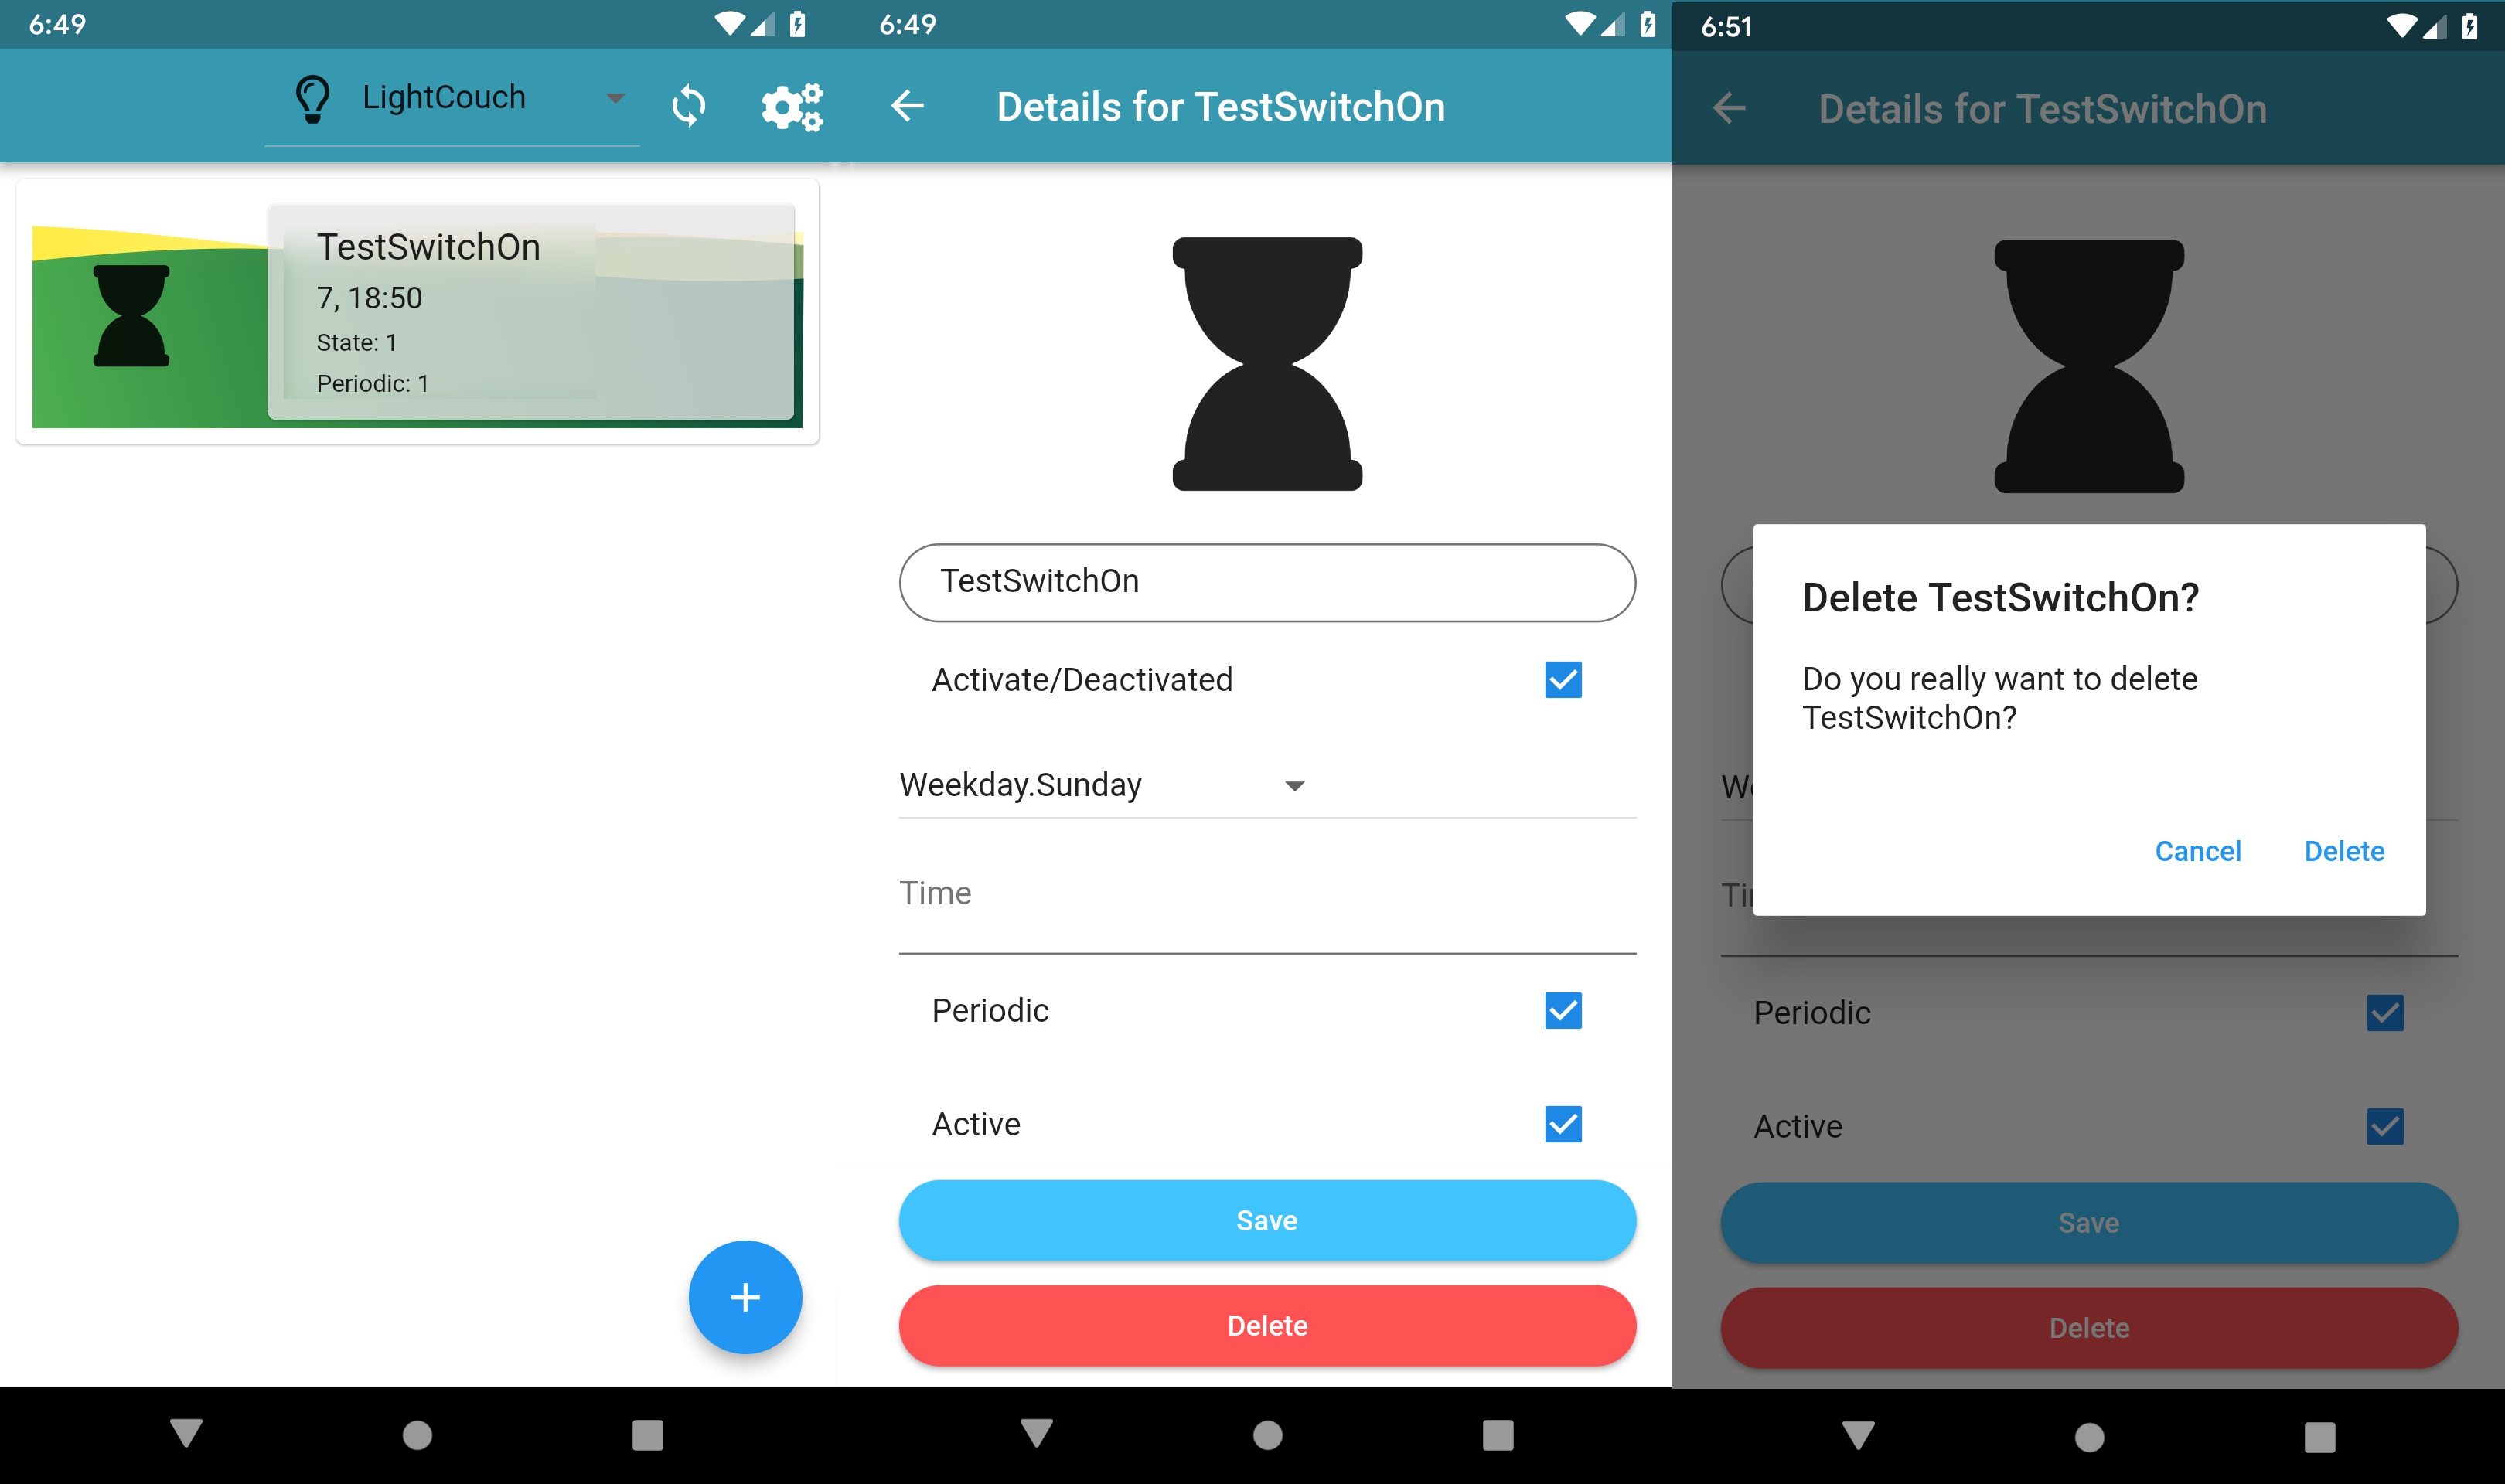 6:49
LightCouch
TestSwitchOn
7, 18:50
State: 1
Periodic: 1
6:49
Details for TestSwitchOn
TestSwitchOn
Activate/Deactivated
Weekday.Sunday
Time
Periodic
Active
Save
Delete
6:51
Details for TestSwitchOn
Delete TestSwitchOn?
Do you really want to delete
TestSwitchOn?
Cancel
Delete
Periodic
Active
Save
Delete